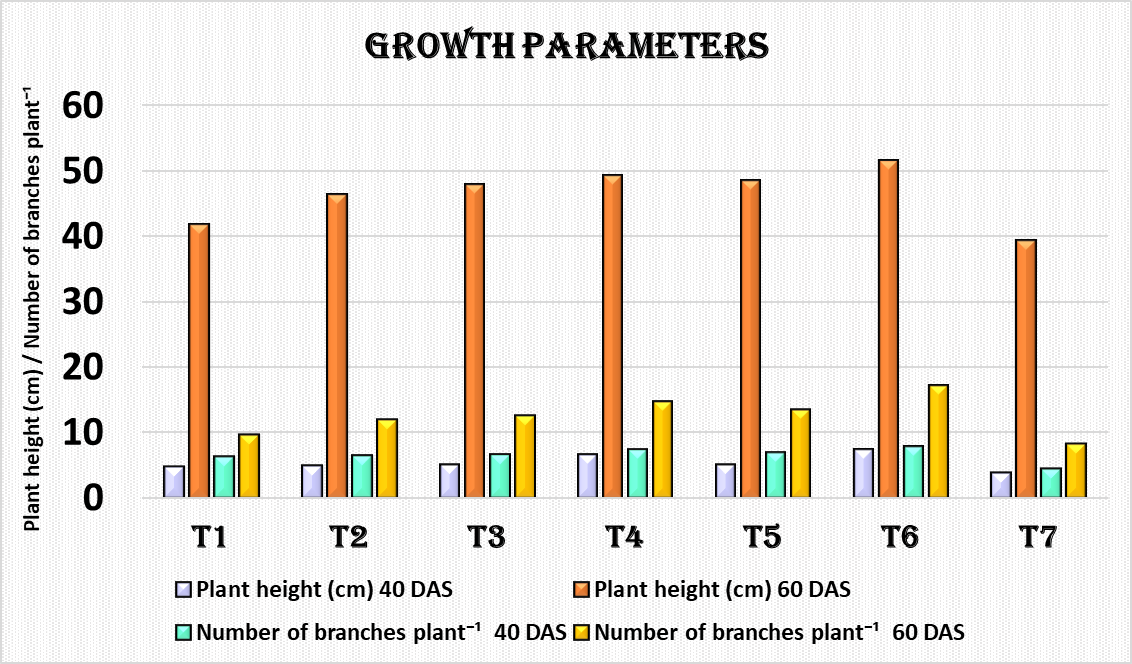 GROWTH PARAMETERS
Plant height (cm) / Number of branches plant⁻¹
60
50
40
30
20
10
0
T1 T2 T3 T4 T5 T6 T7
Plant height (cm) 40 DAS Plant height (cm) 60 DAS
Number of branches plant⁻¹ 40 DAS Number of branches plant⁻¹ 60 DAS